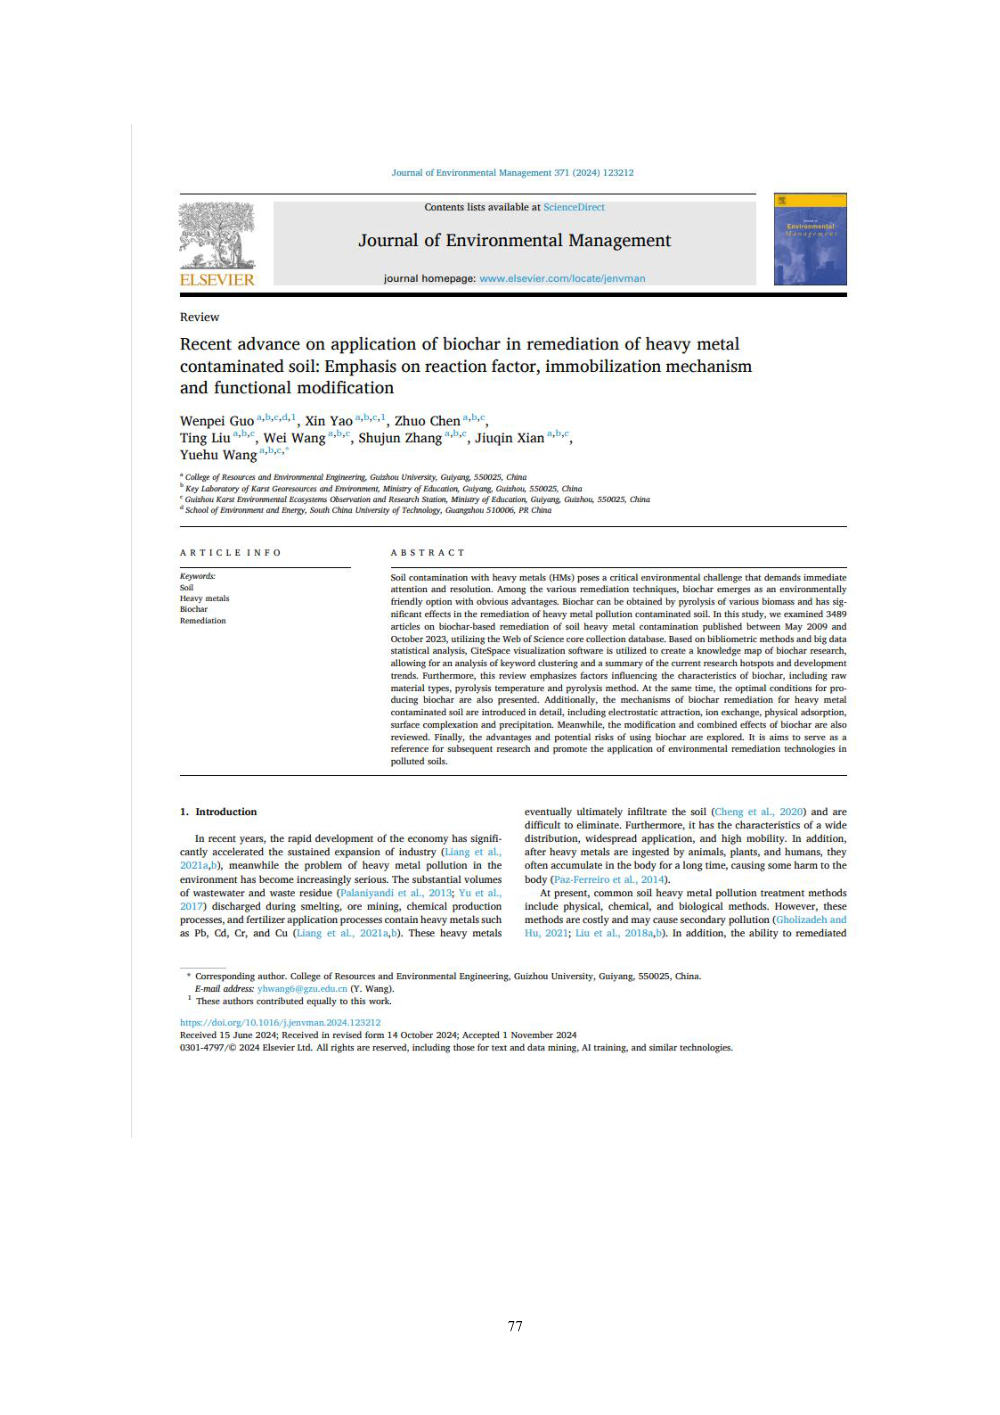 Journal of Environmental Management 371 (2024) 123212
Contents lists available at ScienceDirect
Journal of Environmental Management
journal homepage: www.elsevier.com/locate/jenvman
ELSEVIER
Environmental
Management
Review
Recent advance on application of biochar in remediation of heavy metal
contaminated soil: Emphasis on reaction factor, immobilization mechanism
and functional modification
Wenpei Guo a,b,c,d,1, Xin Yao a,b,c,1, Zhuo Chen a,b,c,
Ting Liu a,b,c, Wei Wang a,b,c, Shujun Zhang a,b,c, Jiuqin Xian a,b,c,
Yuehu Wang a,b,c,*
a College of Resources and Environmental Engineering, Guizhou University, Guiyang, 550025, China
b Key Laboratory of Karst Georesources and Environment, Ministry of Education, Guiyang, Guizhou, 550025, China
c Guizhou Karst Environmental Ecosystems Observation and Research Station, Ministry of Education, Guiyang, Guizhou, 550025, China
d School of Environment and Energy, South China University of Technology, Guangzhou 510006, PR China
ARTICLE INFO
Keywords:
Soil
Heavy metals
Biochar
Remediation
ABSTRACT
Soil contamination with heavy metals (HMs) poses a critical environmental challenge that demands immediate
attention and resolution. Among the various remediation techniques, biochar emerges as an environmentally
friendly option with obvious advantages. Biochar can be obtained by pyrolysis of various biomass and has sig-
nificant effects in the remediation of heavy metal pollution contaminated soil. In this study, we examined 3489
articles on biochar-based remediation of soil heavy metal contamination published between May 2009 and
October 2023, utilizing the Web of Science core collection database. Based on bibliometric methods and big data
statistical analysis, CiteSpace visualization software is utilized to create a knowledge map of biochar research,
allowing for an analysis of keyword clustering and a summary of the current research hotspots and development
trends. Furthermore, this review emphasizes factors influencing the characteristics of biochar, including raw
material types, pyrolysis temperature and pyrolysis method. At the same time, the optimal conditions for pro-
ducing biochar are also presented. Additionally, the mechanisms of biochar remediation for heavy metal
contaminated soil are introduced in detail, including electrostatic attraction, ion exchange, physical adsorption,
surface complexation and precipitation. Meanwhile, the modification and combined effects of biochar are also
reviewed. Finally, the advantages and potential risks of using biochar are explored. It is aims to serve as a
reference for subsequent research and promote the application of environmental remediation technologies in
polluted soils.
1. Introduction
In recent years, the rapid development of the economy has signifi-
cantly accelerated the sustained expansion of industry (Liang et al.,
2021a,b), meanwhile the problem of heavy metal pollution in the
environment has become increasingly serious. The substantial volumes
of wastewater and waste residue (Palaniyandi et al., 2013; Yu et al.,
2017) discharged during smelting, ore mining, chemical production
processes, and fertilizer application processes contain heavy metals such
as Pb, Cd, Cr, and Cu (Liang et al., 2021a,b). These heavy metals
eventually ultimately infiltrate the soil (Cheng et al., 2020) and are
difficult to eliminate. Furthermore, it has the characteristics of a wide
distribution, widespread application, and high mobility. In addition,
after heavy metals are ingested by animals, plants, and humans, they
often accumulate in the body for a long time, causing some harm to the
body (Paz-Ferreiro et al., 2014).
At present, common soil heavy metal pollution treatment methods
include physical, chemical, and biological methods. However, these
methods are costly and may cause secondary pollution (Gholizadeh and
Hu, 2021; Liu et al., 2018a,b). In addition, the ability to remediated
* Corresponding author. College of Resources and Environmental Engineering, Guizhou University, Guiyang, 550025, China.
E-mail address: yhwang6@gzu.edu.cn (Y. Wang).
1 These authors contributed equally to this work.
https://doi.org/10.1016/j.jenvman.2024.123212
Received 15 June 2024; Received in revised form 14 October 2024; Accepted 1 November 2024
0301-4797/© 2024 Elsevier Ltd. All rights are reserved, including those for text and data mining, AI training, and similar technologies.
77